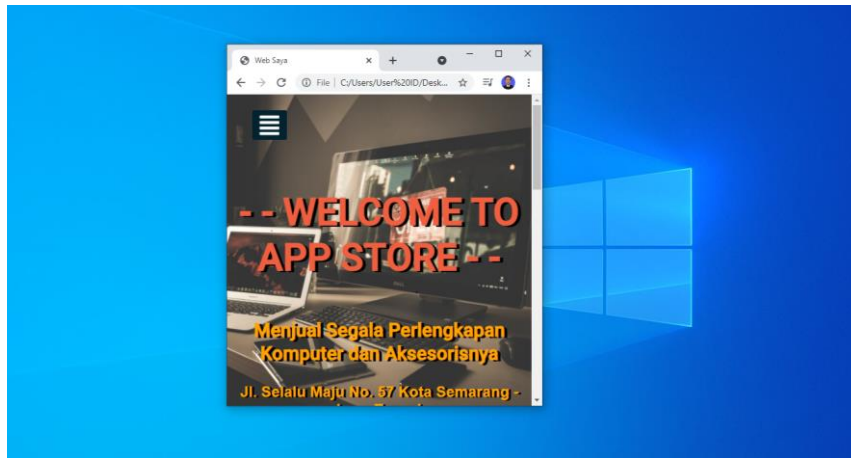 Web Saya
File | C:/Users/User%20ID/Desk...
- - WELCOME TO
APP STORE - -
Menjual Segala Perlengkapan
Komputer dan Aksesorisnya
Jl. Selalu Maju No. 57 Kota Semarang -